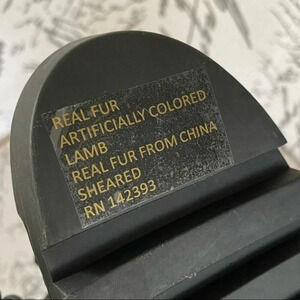 REAL FUR
ARTIFICIALLY COLORED
LAMB
REAL FUR FROM CHINA
SHEARED
RN 142393